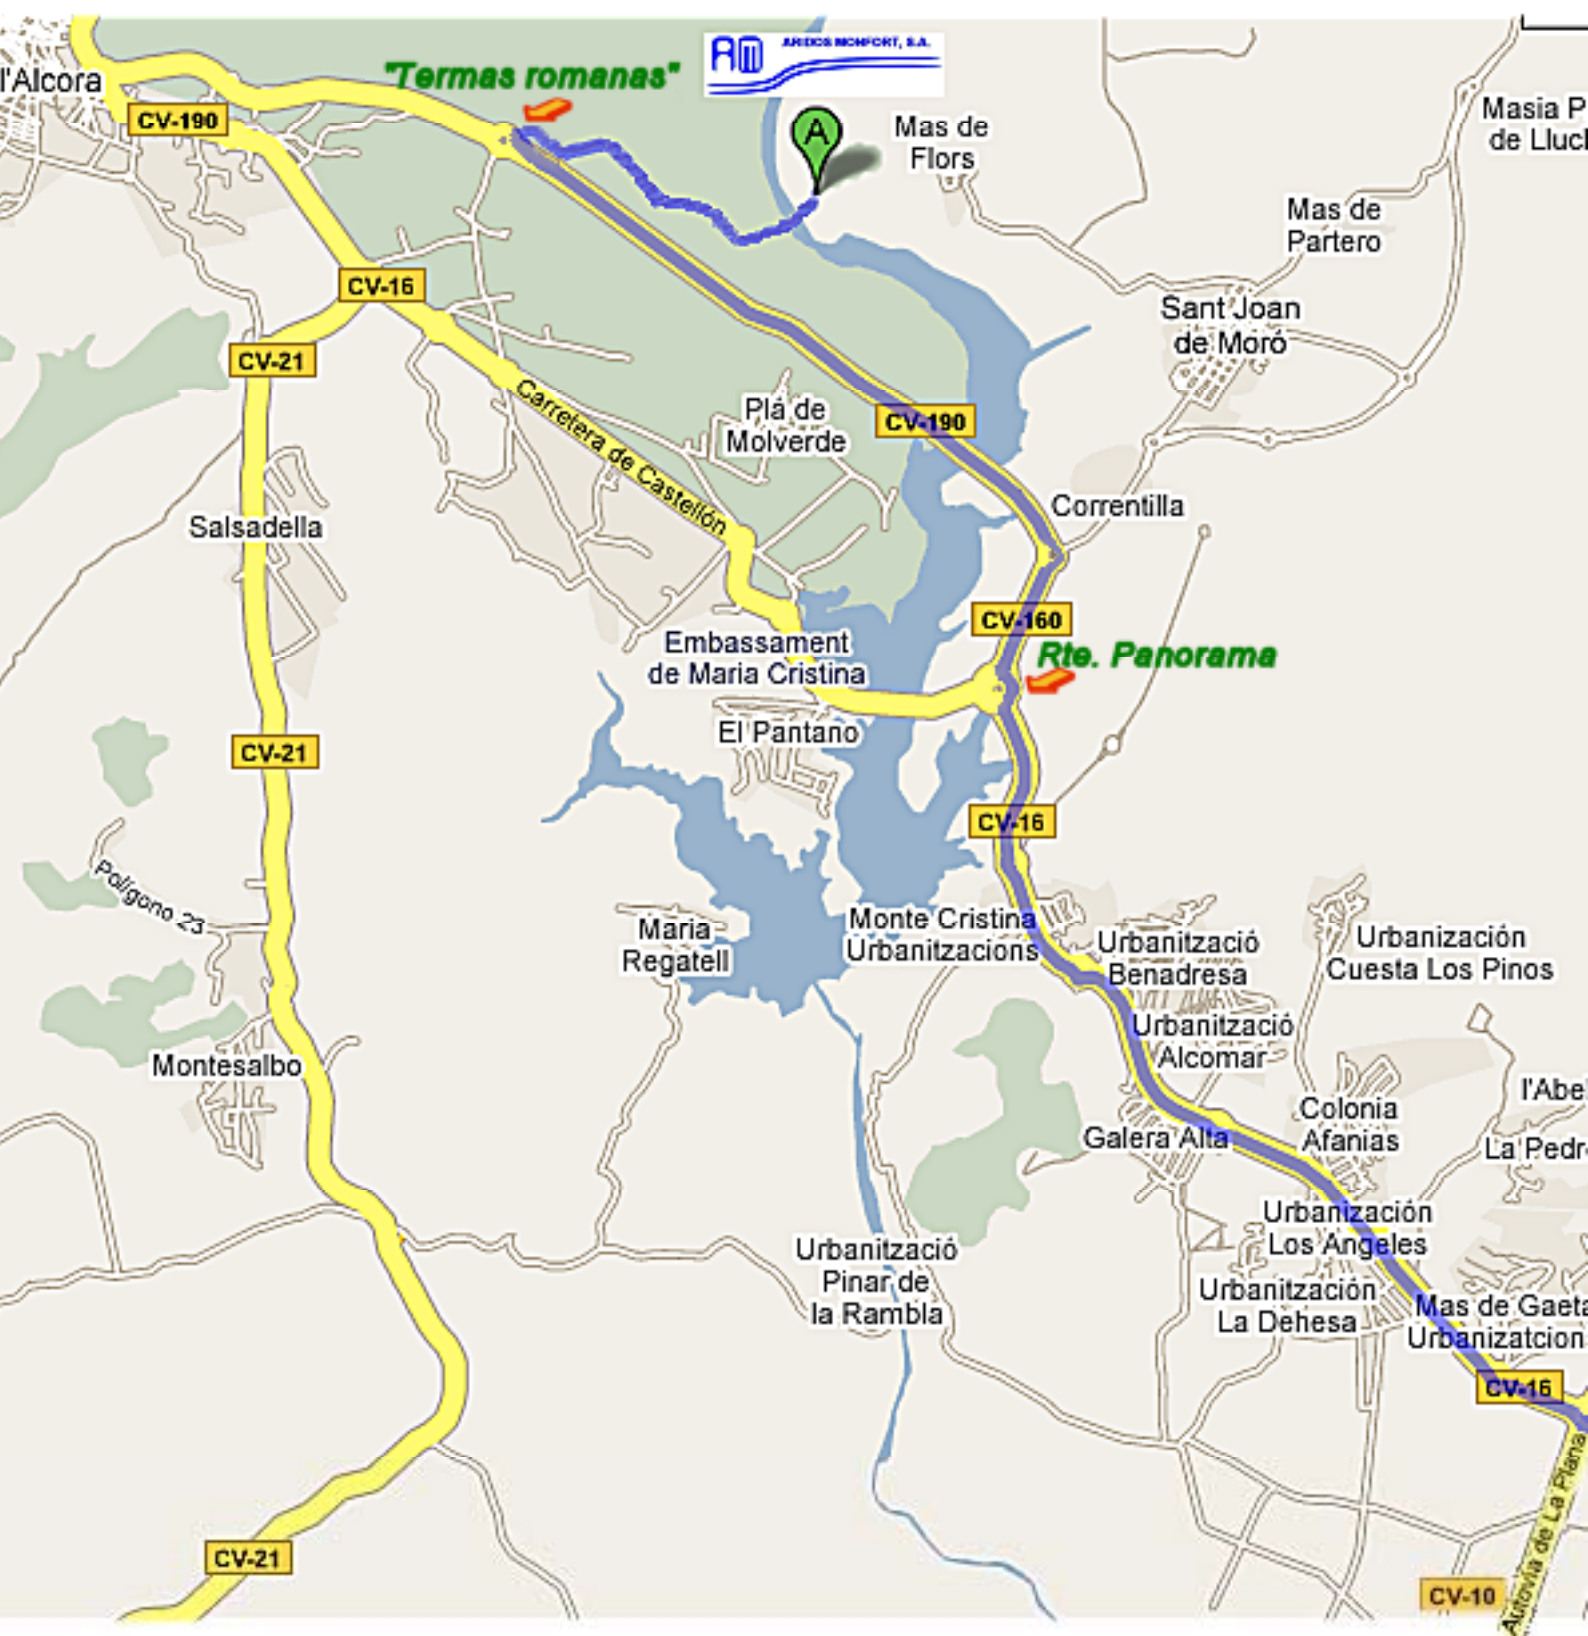 ARIDOS MONFORT, S.A.
"Termas romanas"
l'Alcora
CV-190
A
Mas de
Flors
Masia P
de Lluc
Mas de
Partero
CV-16
Sant Joan
de Moró
CV-21
Carretera de Castellón
Plá de
Molverde
CV-190
Correntilla
Salsadella
CV-160
Embassament
de Maria Cristina
Rte. Panorama
El Pantano
CV-21
CV-16
Polígono 23
Maria
Regatell
Monte Cristina
Urbanitzacions
Urbanització
Benadresa
Urbanización
Cuesta Los Pinos
Urbanització
Alcomar
Montesalbo
l'Abe
Colonia
Afanias
Galera Alta
La Pedr
Urbanización
Los Angeles
Urbanització
Pinar de
la Rambla
Urbanitzación
La Dehesa
Mas de Gaeta
Urbanizatcion
CV-16
Autovía de La Plana
CV-21
CV-10